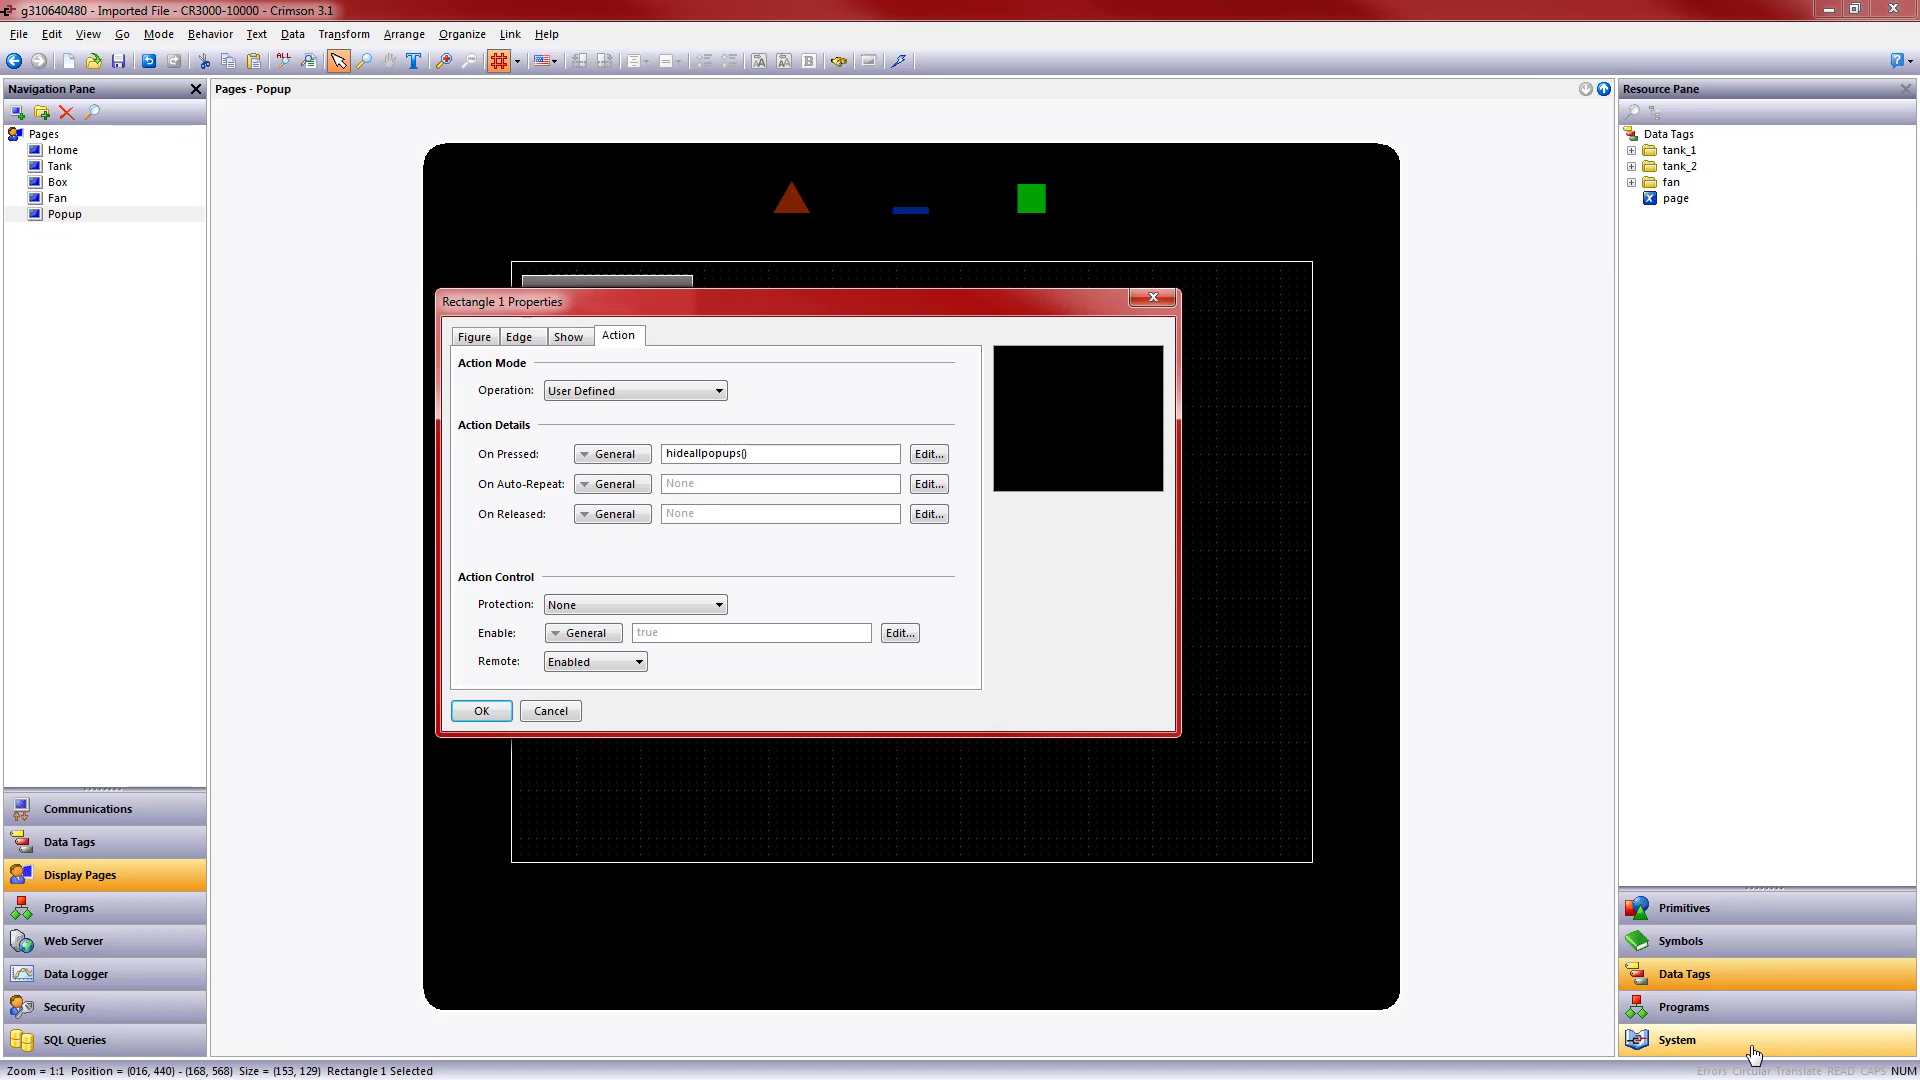 g310640480 - Imported File - CR3000-10000 - Crimson 3.1
File Edit View Go Mode Behavior Text Data Transform Arrange Organize Link Help
Navigation Pane
Pages - Popup
Resource Pane
Pages
Home
Tank
Box
Fan
Popup
Data Tags
tank_1
tank_2
fan
page
Rectangle 1 Properties
Figure Edge Show Action
Action Mode
Operation: User Defined
Action Details
On Pressed: General hideallpopups() Edit...
On Auto-Repeat: General None Edit...
On Released: General None Edit...
Action Control
Protection: None
Enable: General true Edit...
Remote: Enabled
OK Cancel
Communications
Data Tags
Display Pages
Programs
Web Server
Data Logger
Security
SQL Queries
Primitives
Symbols
Data Tags
Programs
System
Zoom = 1:1 Position = (016, 440) - (168, 568) Size = (153, 129) Rectangle 1 Selected
Errors Circular Translate READ CAPS NUM